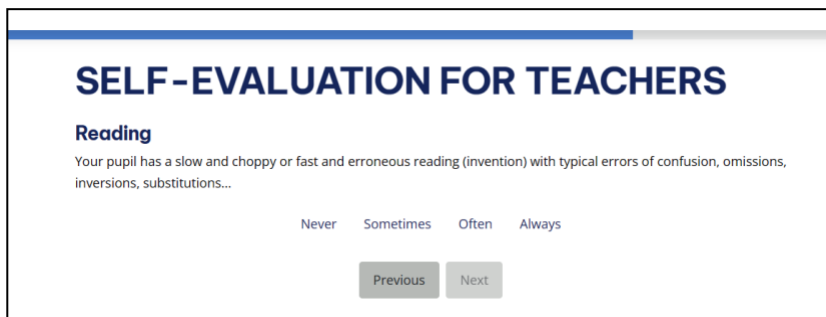 SELF-EVALUATION FOR TEACHERS
Reading
Your pupil has a slow and choppy or fast and erroneous reading (invention) with typical errors of confusion, omissions,
inversions, substitutions...
Never Sometimes Often Always
Previous Next